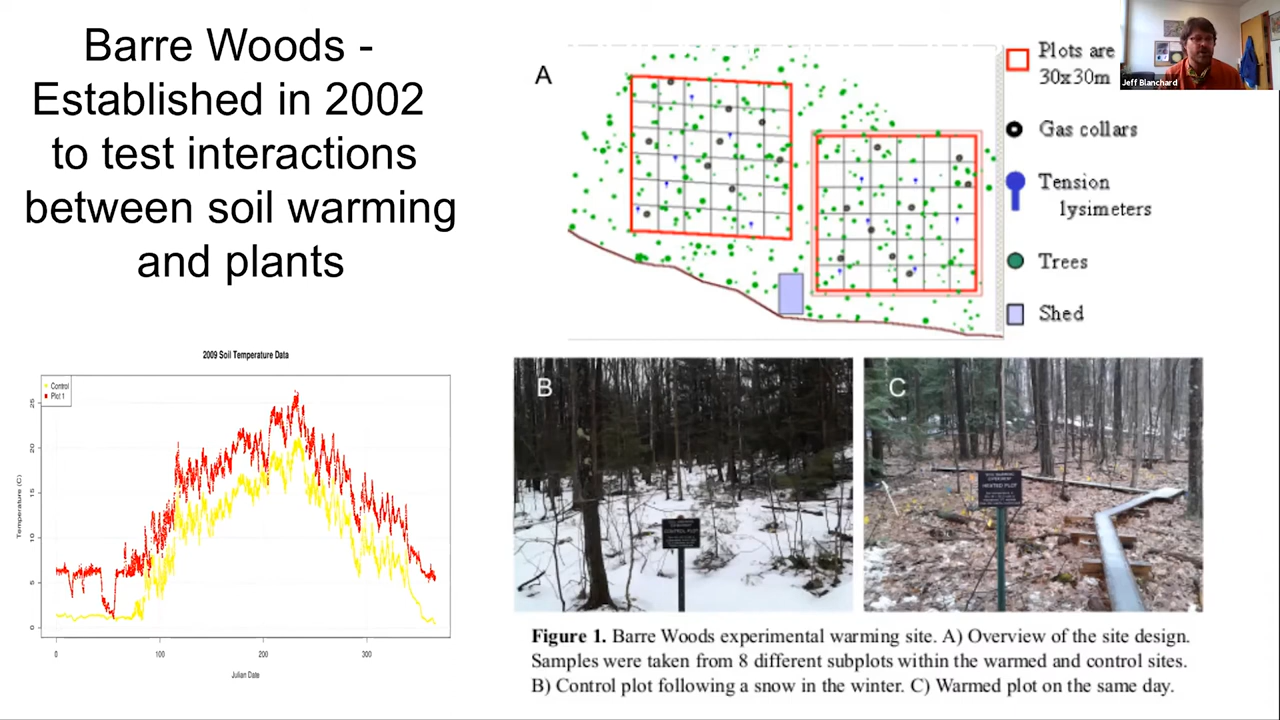 Barre Woods -
Established in 2002
to test interactions
between soil warming
and plants
A
Plots are
30x30m
Gas collars
Tension
lysimeters
Trees
Shed
Jeff Blanchard
2009 Soil Temperature Data
Control
Plot 1
Temperature (C)
25
20
15
10
5
0
0 100 200 300
Julian Date
B
CONTROL PLOT
C
HEATED PLOT
Figure 1. Barre Woods experimental warming site. A) Overview of the site design.
Samples were taken from 8 different subplots within the warmed and control sites.
B) Control plot following a snow in the winter. C) Warmed plot on the same day.